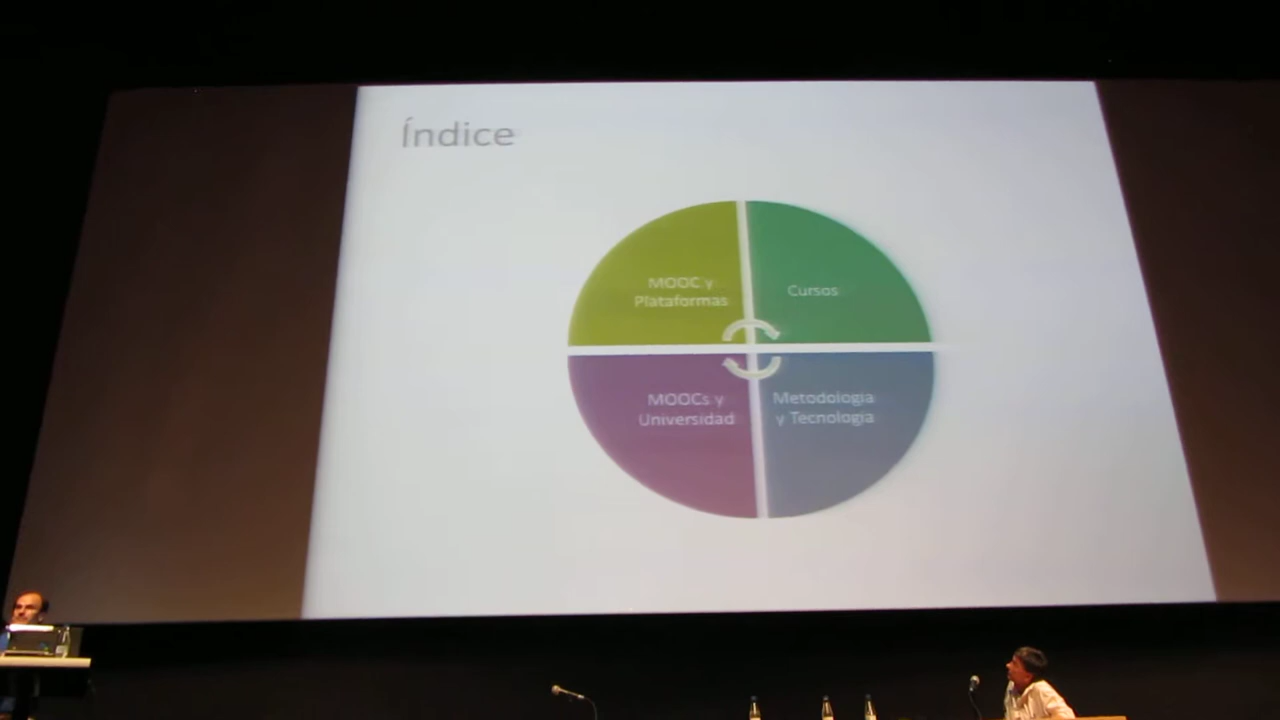 Índice
MOOC y
Plataformas
Cursos
MOOCs y
Universidad
Metodología
y Tecnología